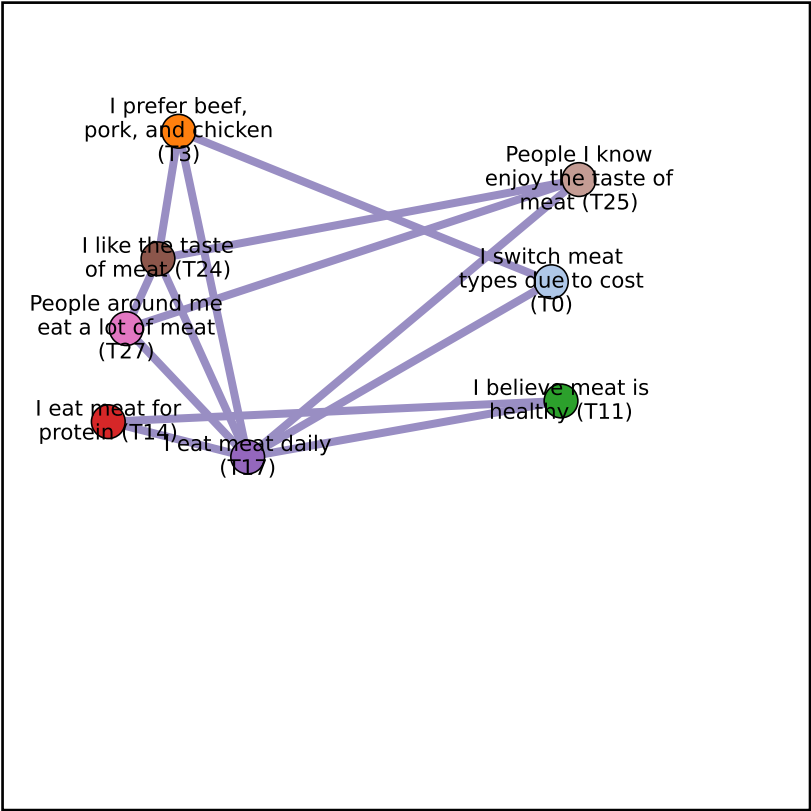 I prefer beef,
pork, and chicken
(T3)
People I know
enjoy the taste of
meat (T25)
I like the taste
of meat (T24)
I switch meat
types due to cost
(T0)
People around me
eat a lot of meat
(T27)
I believe meat is
healthy (T11)
I eat meat for
protein (T14)
I eat meat daily
(T17)